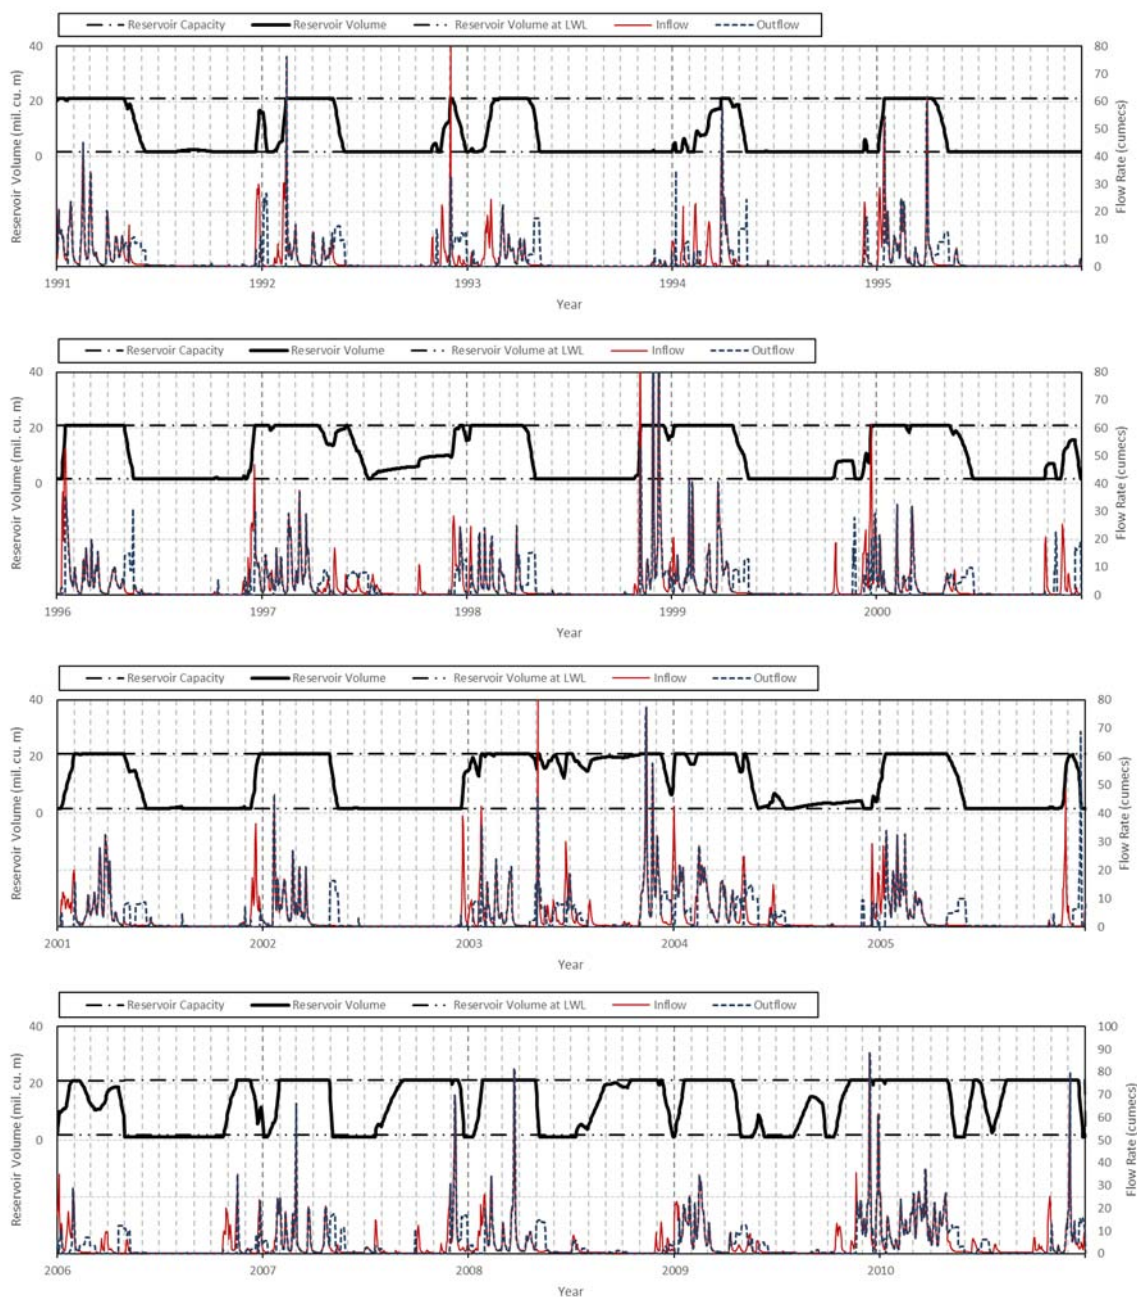 Reservoir Capacity Reservoir Volume Reservoir Volume at LWL Inflow Outflow
Reservoir Volume (mil. cu. m)
40
20
0
80
70
60
50
40
30
20
10
0
Flow Rate (cumecs)
1991 1992 1993 1994 1995
Year
Reservoir Capacity Reservoir Volume Reservoir Volume at LWL Inflow Outflow
Reservoir Volume (mil. cu. m)
40
20
0
80
70
60
50
40
30
20
10
0
Flow Rate (cumecs)
1996 1997 1998 1999 2000
Year
Reservoir Capacity Reservoir Volume Reservoir Volume at LWL Inflow Outflow
Reservoir Volume (mil. cu. m)
40
20
0
80
70
60
50
40
30
20
10
0
Flow Rate (cumecs)
2001 2002 2003 2004 2005
Year
Reservoir Capacity Reservoir Volume Reservoir Volume at LWL Inflow Outflow
Reservoir Volume (mil. cu. m)
40
20
0
100
90
80
70
60
50
40
30
20
10
0
Flow Rate (cumecs)
2006 2007 2008 2009 2010
Year